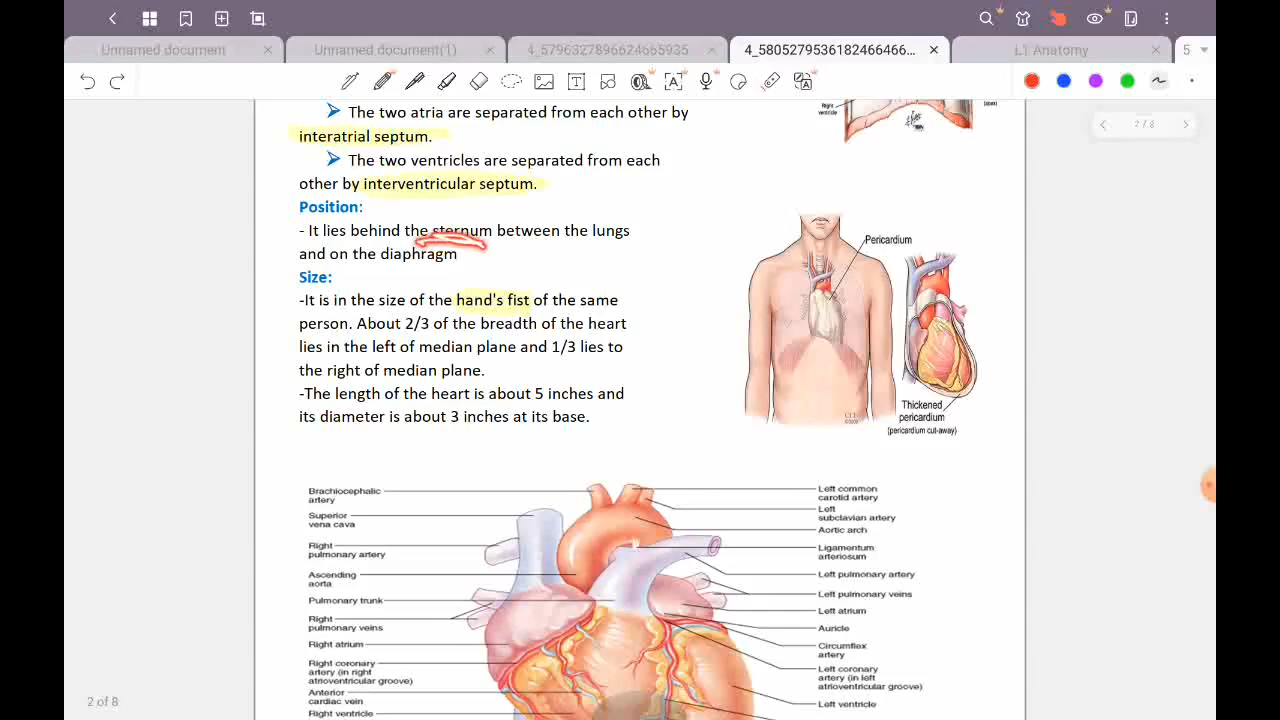 Unnamed document
Unnamed document(1)
4_5796327896624665935
4_5805279536182466466...
L1 Anatomy
5
2 / 8
The two atria are separated from each other by
interatrial septum.
The two ventricles are separated from each
other by interventricular septum.
Position:
- It lies behind the sternum between the lungs
and on the diaphragm
Size:
-It is in the size of the hand's fist of the same
person. About 2/3 of the breadth of the heart
lies in the left of median plane and 1/3 lies to
the right of median plane.
-The length of the heart is about 5 inches and
its diameter is about 3 inches at its base.
Right
ventricle
(apex)
Pericardium
Thickened
pericardium
(pericardium cut-away)
Brachiocephalic
artery
Superior
vena cava
Right
pulmonary artery
Ascending
aorta
Pulmonary trunk
Right
pulmonary veins
Right atrium
Right coronary
artery (in right
atrioventricular groove)
Anterior
cardiac vein
Right ventricle
Left common
carotid artery
Left
subclavian artery
Aortic arch
Ligamentum
arteriosum
Left pulmonary artery
Left pulmonary veins
Left atrium
Auricle
Circumflex
artery
Left coronary
artery (in left
atrioventricular groove)
Left ventricle
2 of 8